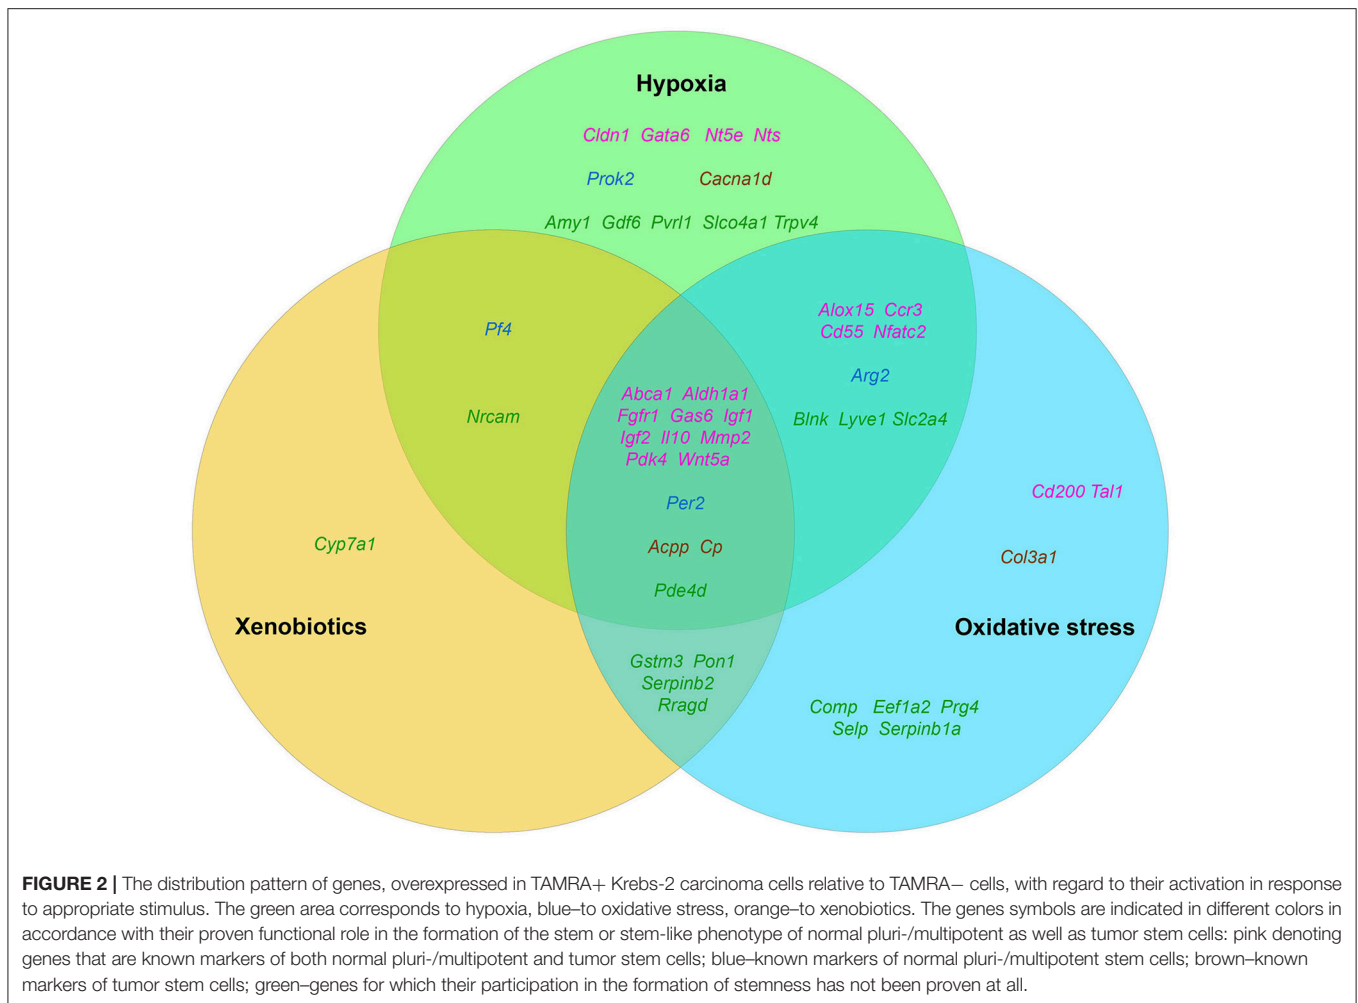 Hypoxia
Cldn1 Gata6 Nt5e Nts
Prok2 Cacna1d
Amy1 Gdf6 Pvrl1 Slco4a1 Trpv4
Alox15 Ccr3
Cd55 Nfatc2
Pf4
Arg2
Abca1 Aldh1a1
Fgfr1 Gas6 Igf1
Nrcam
Blnk Lyve1 Slc2a4
Igf2 Il10 Mmp2
Pdk4 Wnt5a
Cd200 Tal1
Per2
Cyp7a1
Acpp Cp
Col3a1
Pde4d
Xenobiotics
Oxidative stress
Gstm3 Pon1
Serpinb2
Rragd
Comp Eef1a2 Prg4
Selp Serpinb1a
FIGURE 2 | The distribution pattern of genes, overexpressed in TAMRA+ Krebs-2 carcinoma cells relative to TAMRA− cells, with regard to their activation in response
to appropriate stimulus. The green area corresponds to hypoxia, blue–to oxidative stress, orange–to xenobiotics. The genes symbols are indicated in different colors in
accordance with their proven functional role in the formation of the stem or stem-like phenotype of normal pluri-/multipotent as well as tumor stem cells: pink denoting
genes that are known markers of both normal pluri-/multipotent and tumor stem cells; blue–known markers of normal pluri-/multipotent stem cells; brown–known
markers of tumor stem cells; green–genes for which their participation in the formation of stemness has not been proven at all.